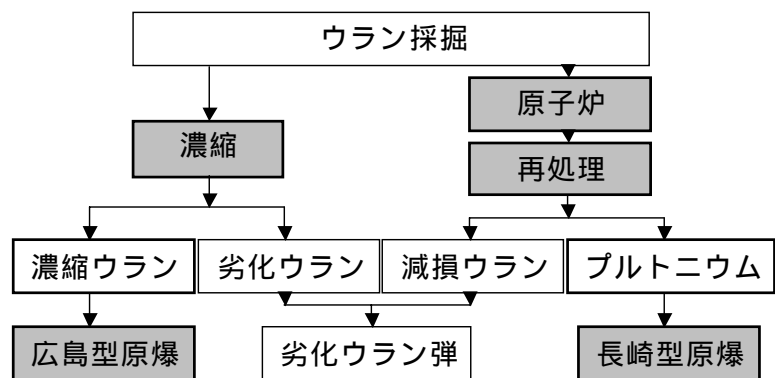 ウラン採掘
原子炉
濃縮
再処理
濃縮ウラン
劣化ウラン
減損ウラン
プルトニウム
広島型原爆
劣化ウラン弾
長崎型原爆